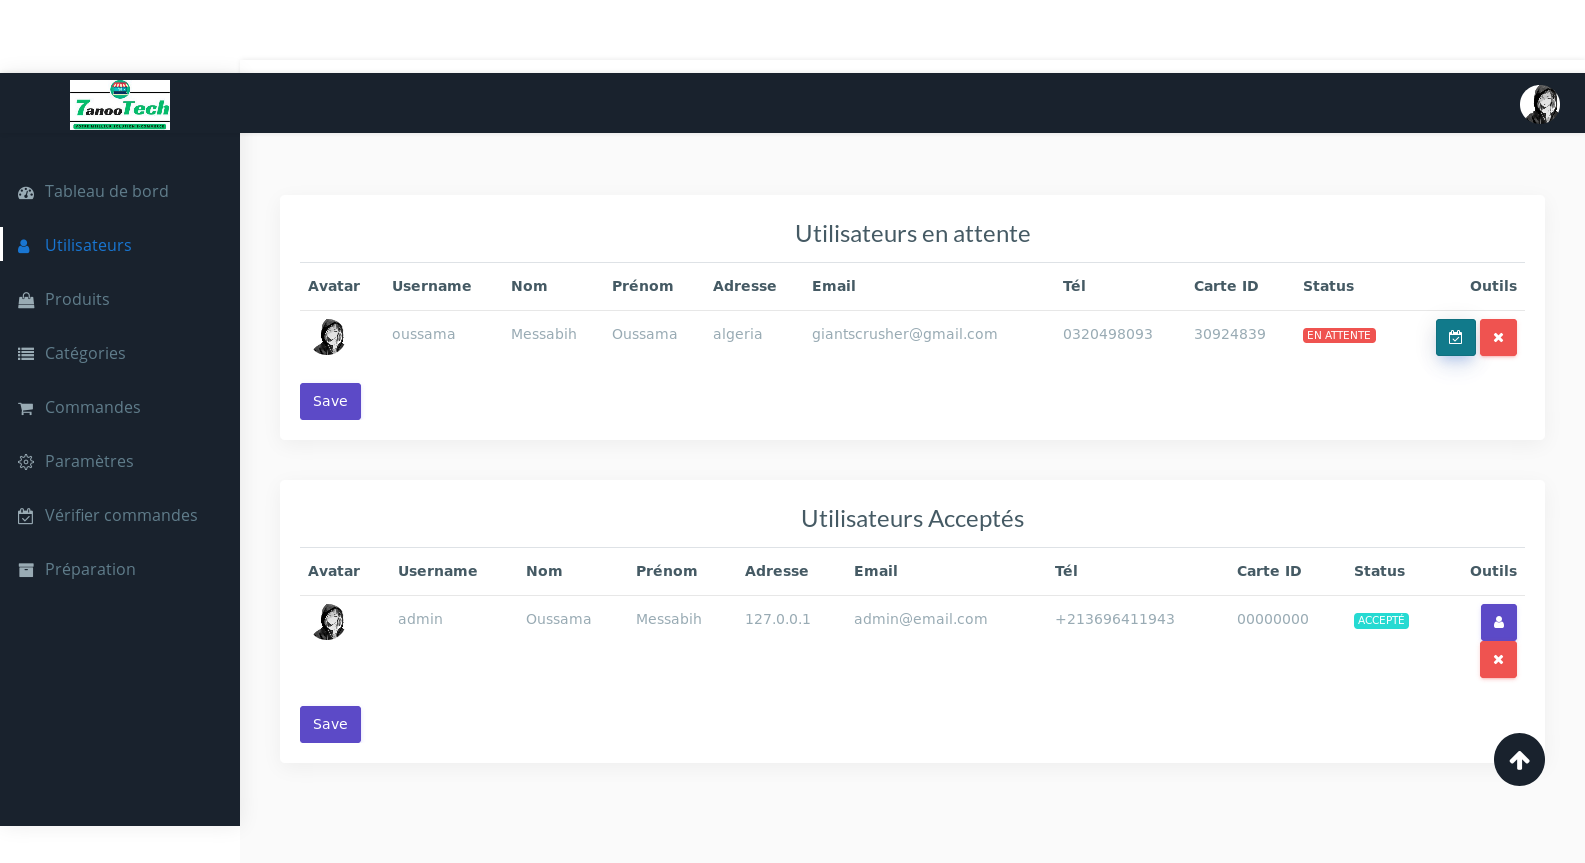 7anooTech
Tableau de bord
Utilisateurs
Produits
Catégories
Commandes
Paramètres
Vérifier commandes
Préparation
Utilisateurs en attente
Avatar Username Nom Prénom Adresse Email Tél Carte ID Status Outils
oussama Messabih Oussama algeria giantscrusher@gmail.com 0320498093 30924839 EN ATTENTE
Save
Utilisateurs Acceptés
Avatar Username Nom Prénom Adresse Email Tél Carte ID Status Outils
admin Oussama Messabih 127.0.0.1 admin@email.com +213696411943 00000000 ACCEPTÉ
Save